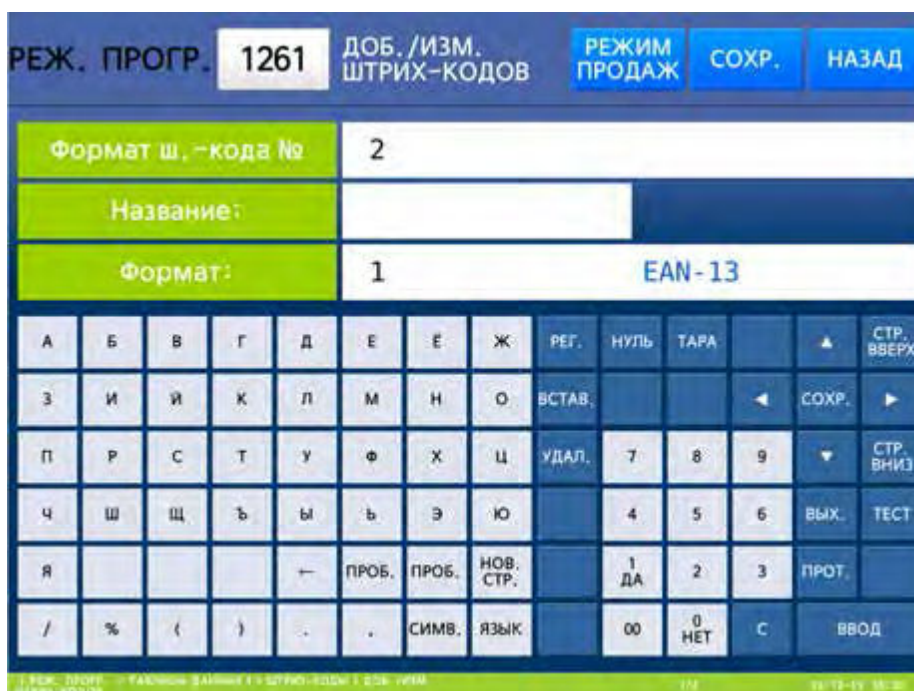 РЕЖ. ПРОГР. 1261 ДОБ./ИЗМ. ШТРИХ-КОДОВ РЕЖИМ ПРОДАЖ СОХР. НАЗАД
Формат ш.-кода № 2
Название:
Формат: 1 EAN-13
А Б В Г Д Е Ё Ж РЕГ. НУЛЬ ТАРА ▲ СТР. ВВЕРХ
З И Й К Л М Н О ВСТАВ. ◄ СОХР. ►
П Р С Т У Ф Х Ц УДАЛ. 7 8 9 ▼ СТР. ВНИЗ
Ч Ш Щ Ъ Ы Ь Э Ю 4 5 6 ВЫХ. ТЕСТ
Я ← ПРОБ. ПРОБ. НОВ. СТР. 1 ДА 2 3 ПРОТ.
/ % ( ) . . СИМВ. ЯЗЫК 00 0 НЕТ C ВВОД